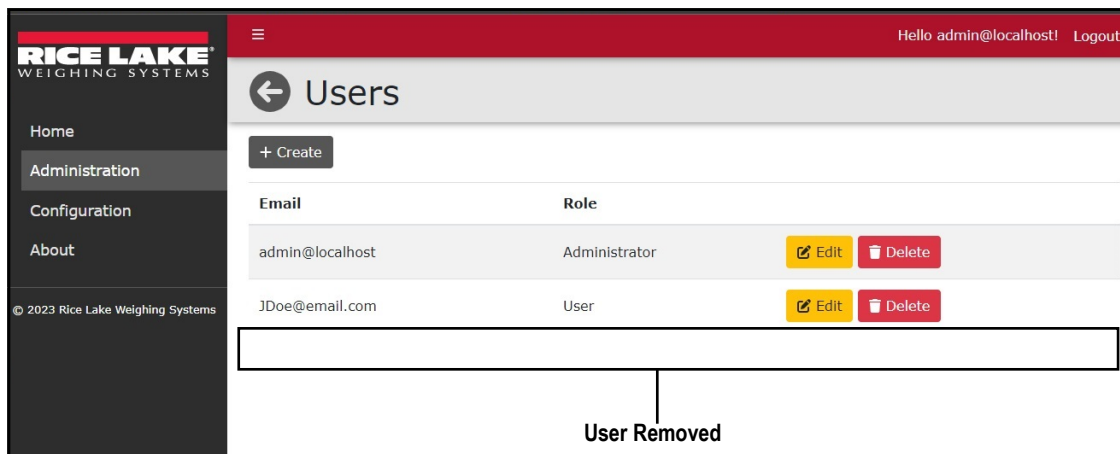 RICE LAKE®
WEIGHING SYSTEMS
Home
Administration
Configuration
About
© 2023 Rice Lake Weighing Systems
Hello admin@localhost! Logout
Users
+ Create
Email Role
admin@localhost Administrator Edit Delete
JDoe@email.com User Edit Delete
User Removed